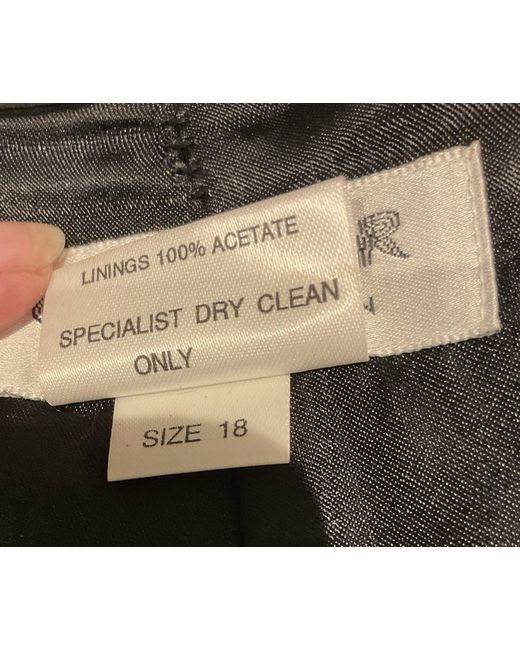 LININGS 100% ACETATE
SPECIALIST DRY CLEAN
ONLY
SIZE 18
R